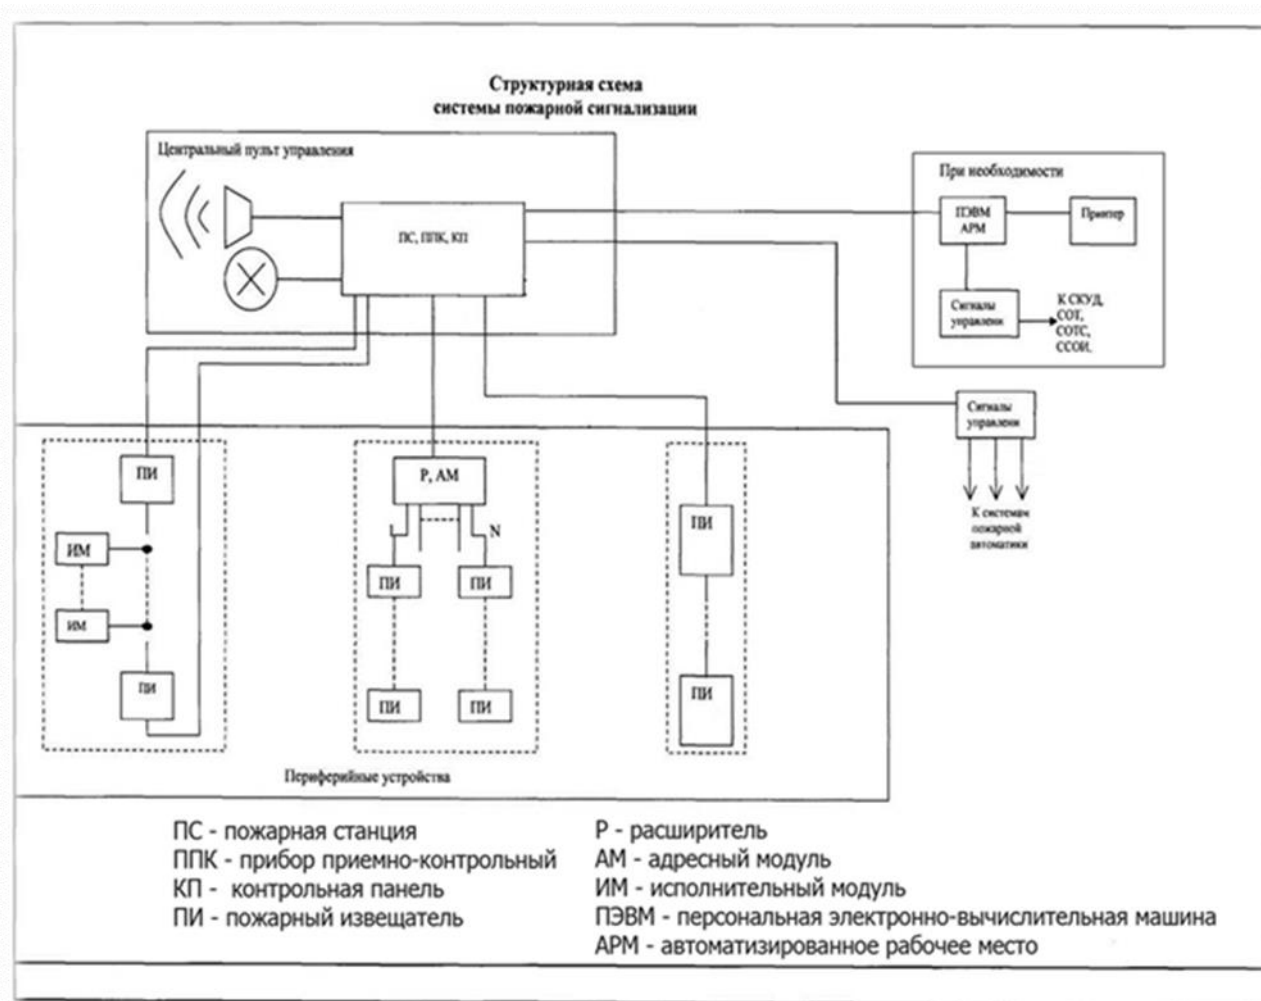 Структурная схема
системы пожарной сигнализации
Центральный пульт управления
ПС, ППК, КП
При необходимости
ПЭВМ
АРМ
Принтер
Сигналы
управлени
К СКУД,
СОТ,
СОТС,
ССОИ.
Сигналы
управлени
К системам
пожарной
автоматики
ПИ
ИМ
ИМ
ПИ
Р, АМ
1
N
ПИ
ПИ
ПИ
ПИ
ПИ
ПИ
Периферийные устройства
ПС - пожарная станция
ППК - прибор приемно-контрольный
КП - контрольная панель
ПИ - пожарный извещатель
Р - расширитель
АМ - адресный модуль
ИМ - исполнительный модуль
ПЭВМ - персональная электронно-вычислительная машина
АРМ - автоматизированное рабочее место